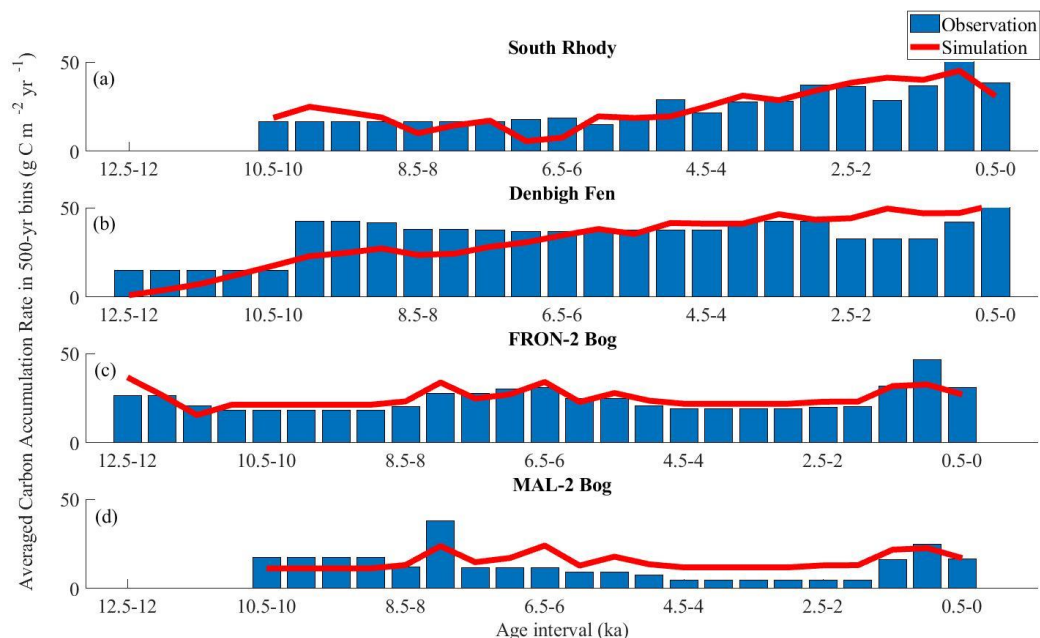 Observation
Simulation
South Rhody
50
(a)
0
12.5-12 10.5-10 8.5-8 6.5-6 4.5-4 2.5-2 0.5-0
Denbigh Fen
50
(b)
0
12.5-12 10.5-10 8.5-8 6.5-6 4.5-4 2.5-2 0.5-0
FRON-2 Bog
50
(c)
0
12.5-12 10.5-10 8.5-8 6.5-6 4.5-4 2.5-2 0.5-0
MAL-2 Bog
50
(d)
0
12.5-12 10.5-10 8.5-8 6.5-6 4.5-4 2.5-2 0.5-0
Age interval (ka)
Averaged Carbon Accumulation Rate in 500-yr bins (g C m -2 yr -1)